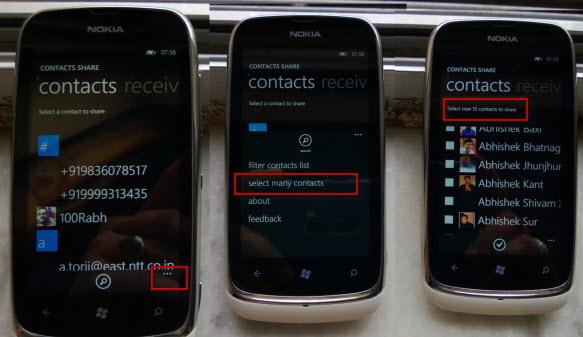 NOKIA
07:58
CONTACTS SHARE
contacts receiv
Select a contact to share
#
+919836078517
+919999313435
100Rabh
a
a.torii@east.ntt.co.jp
NOKIA
07:58
CONTACTS SHARE
contacts receiv
Select a contact to share
search
filter contacts list
select many contacts
about
feedback
NOKIA
07:59
CONTACTS SHARE
contacts receiv
Select max 15 contacts to share
Abhishek Baxi
Abhishek Bhatnag
Abhishek Jhunjhun
Abhishek Kant
Abhishek Shivam
Abhishek Sur